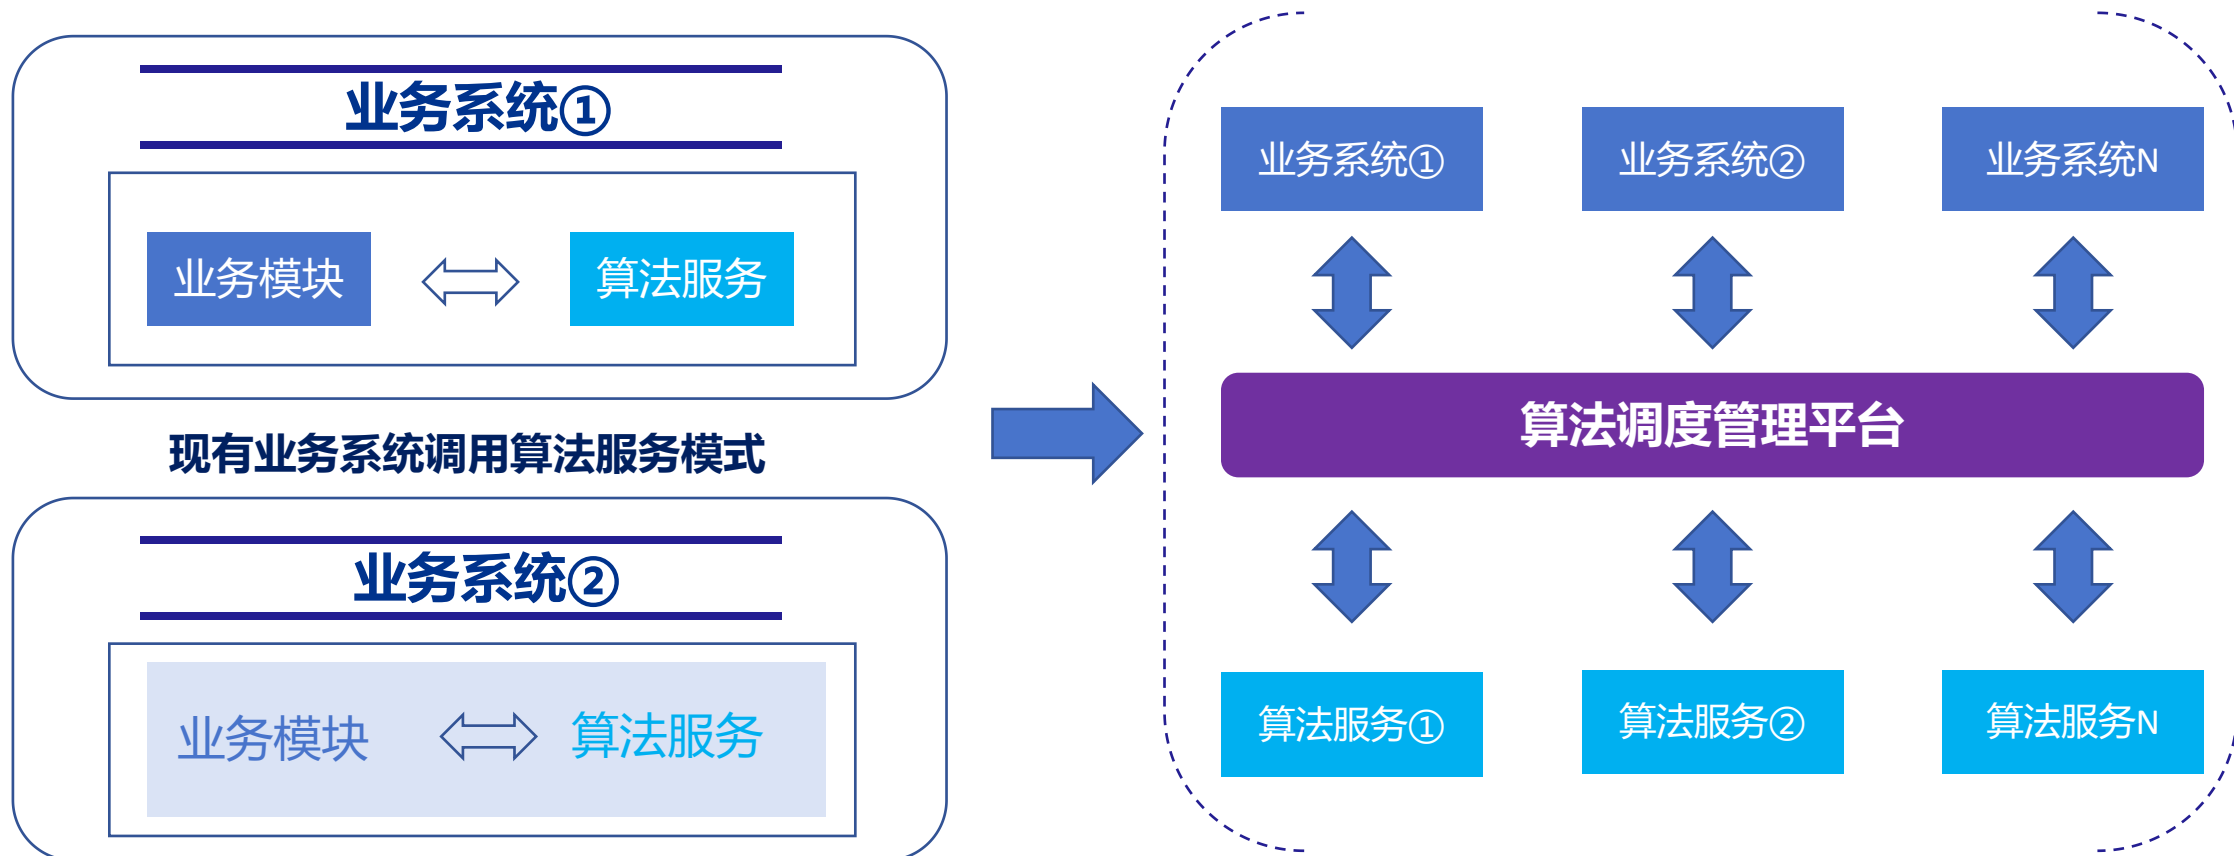 业务系统①
业务模块
算法服务
现有业务系统调用算法服务模式
业务系统②
业务模块
算法服务
业务系统①
业务系统②
业务系统N
算法调度管理平台
算法服务①
算法服务②
算法服务N